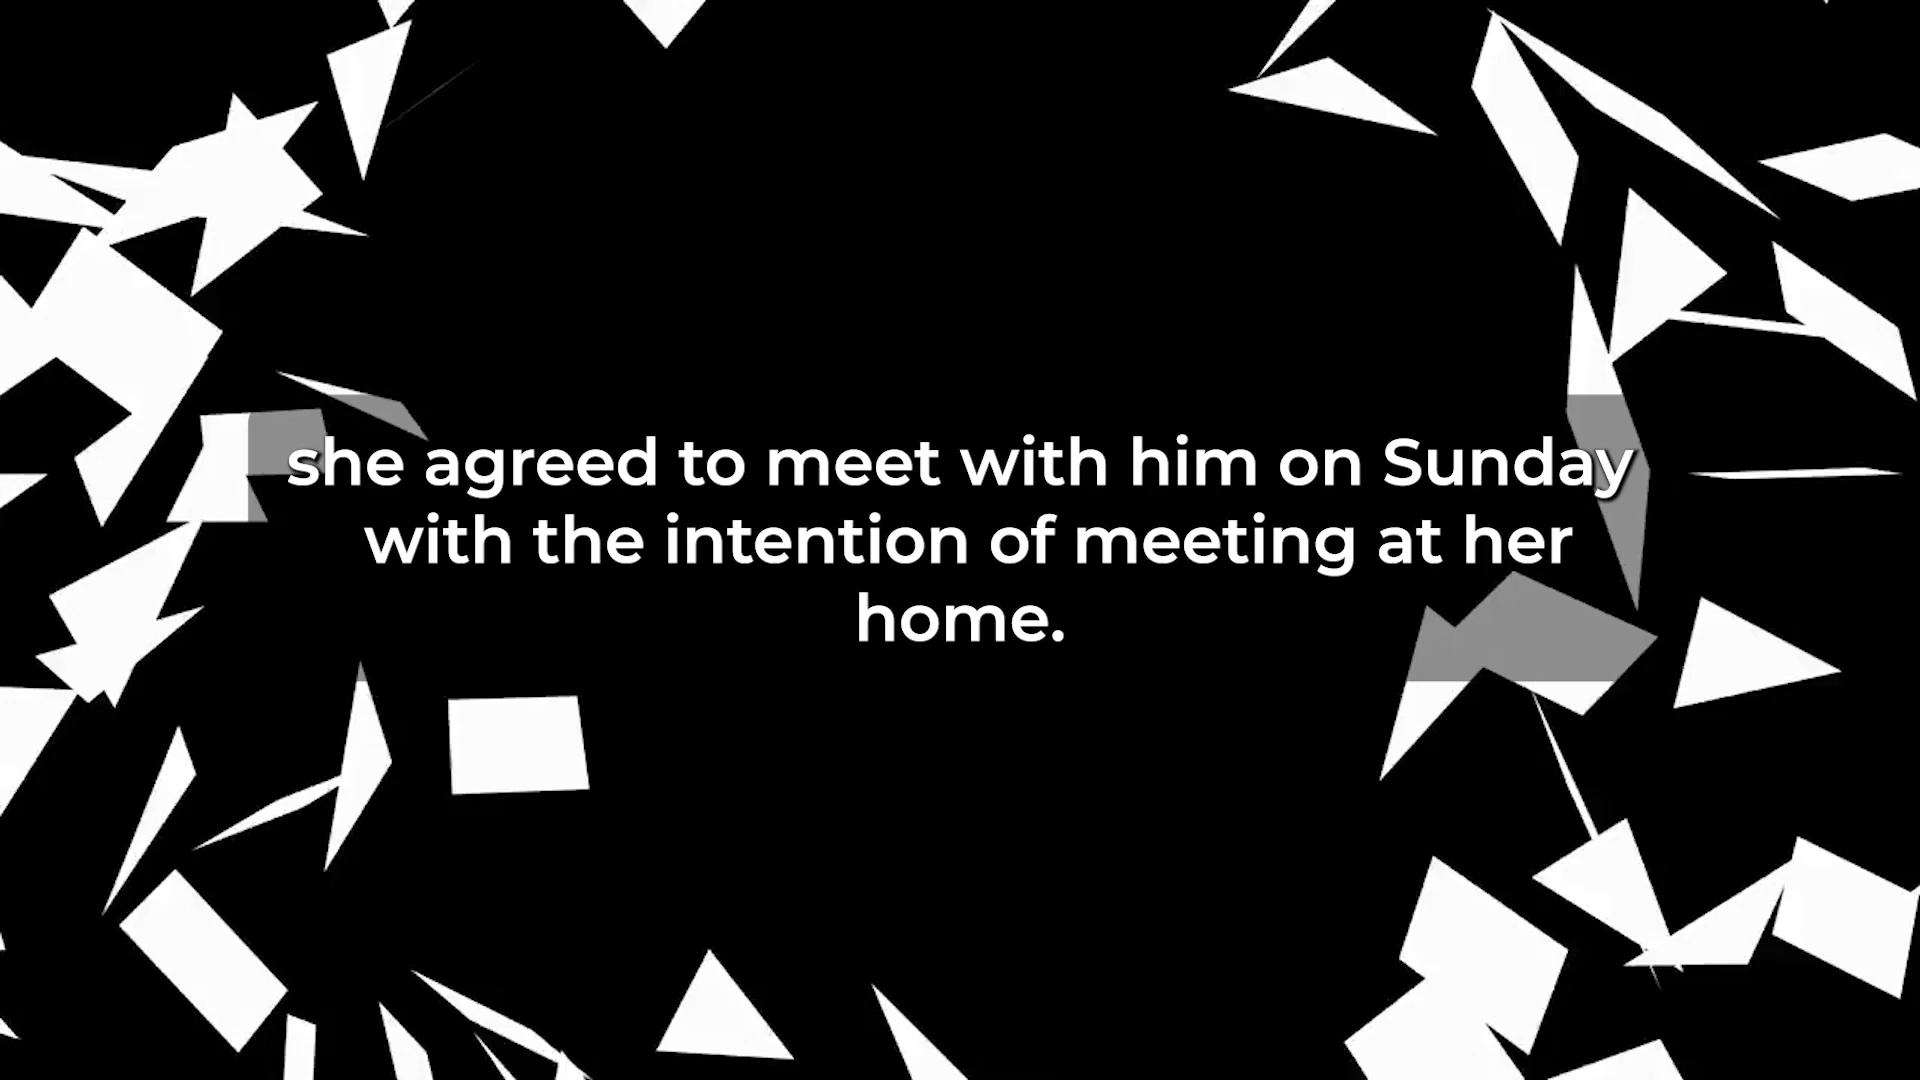 she agreed to meet with him on Sunday
with the intention of meeting at her
home.